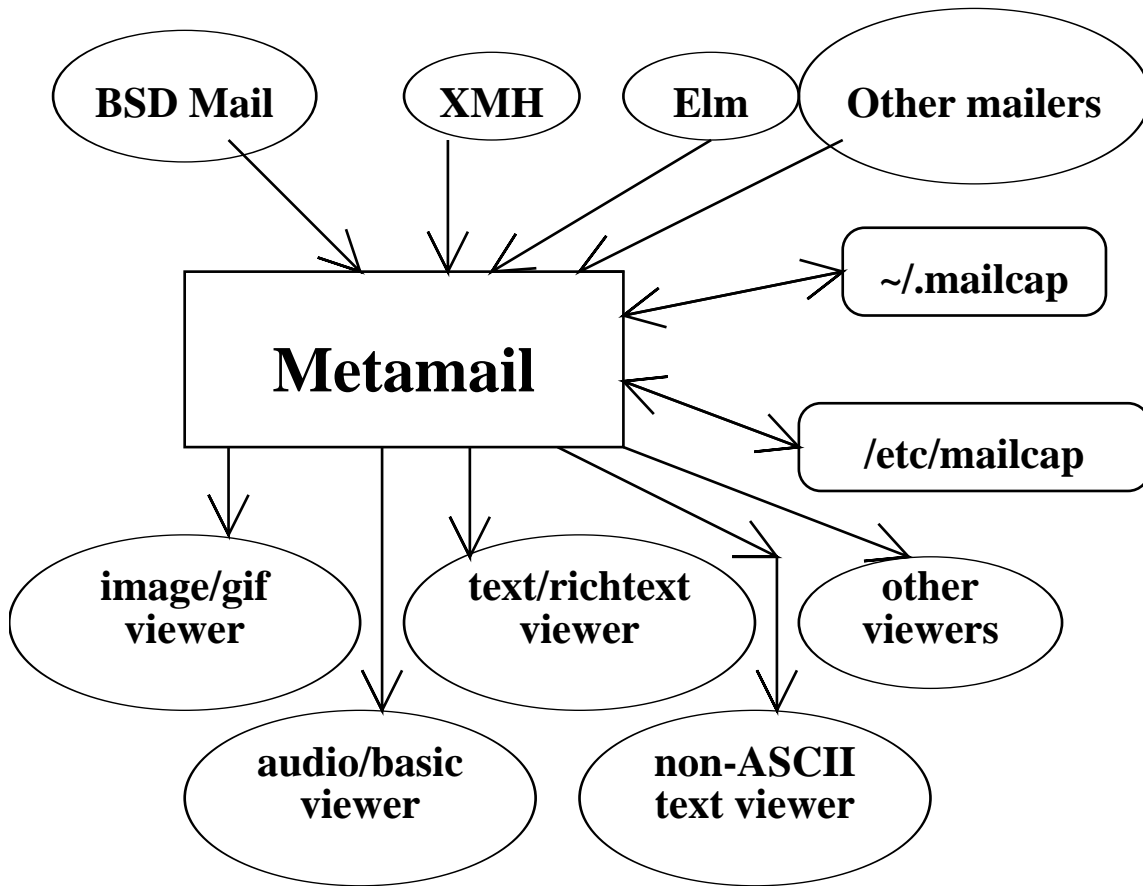 BSD Mail
XMH
Elm
Other mailers
~/.mailcap
Metamail
/etc/mailcap
image/gif
viewer
text/richtext
viewer
other
viewers
audio/basic
viewer
non-ASCII
text viewer